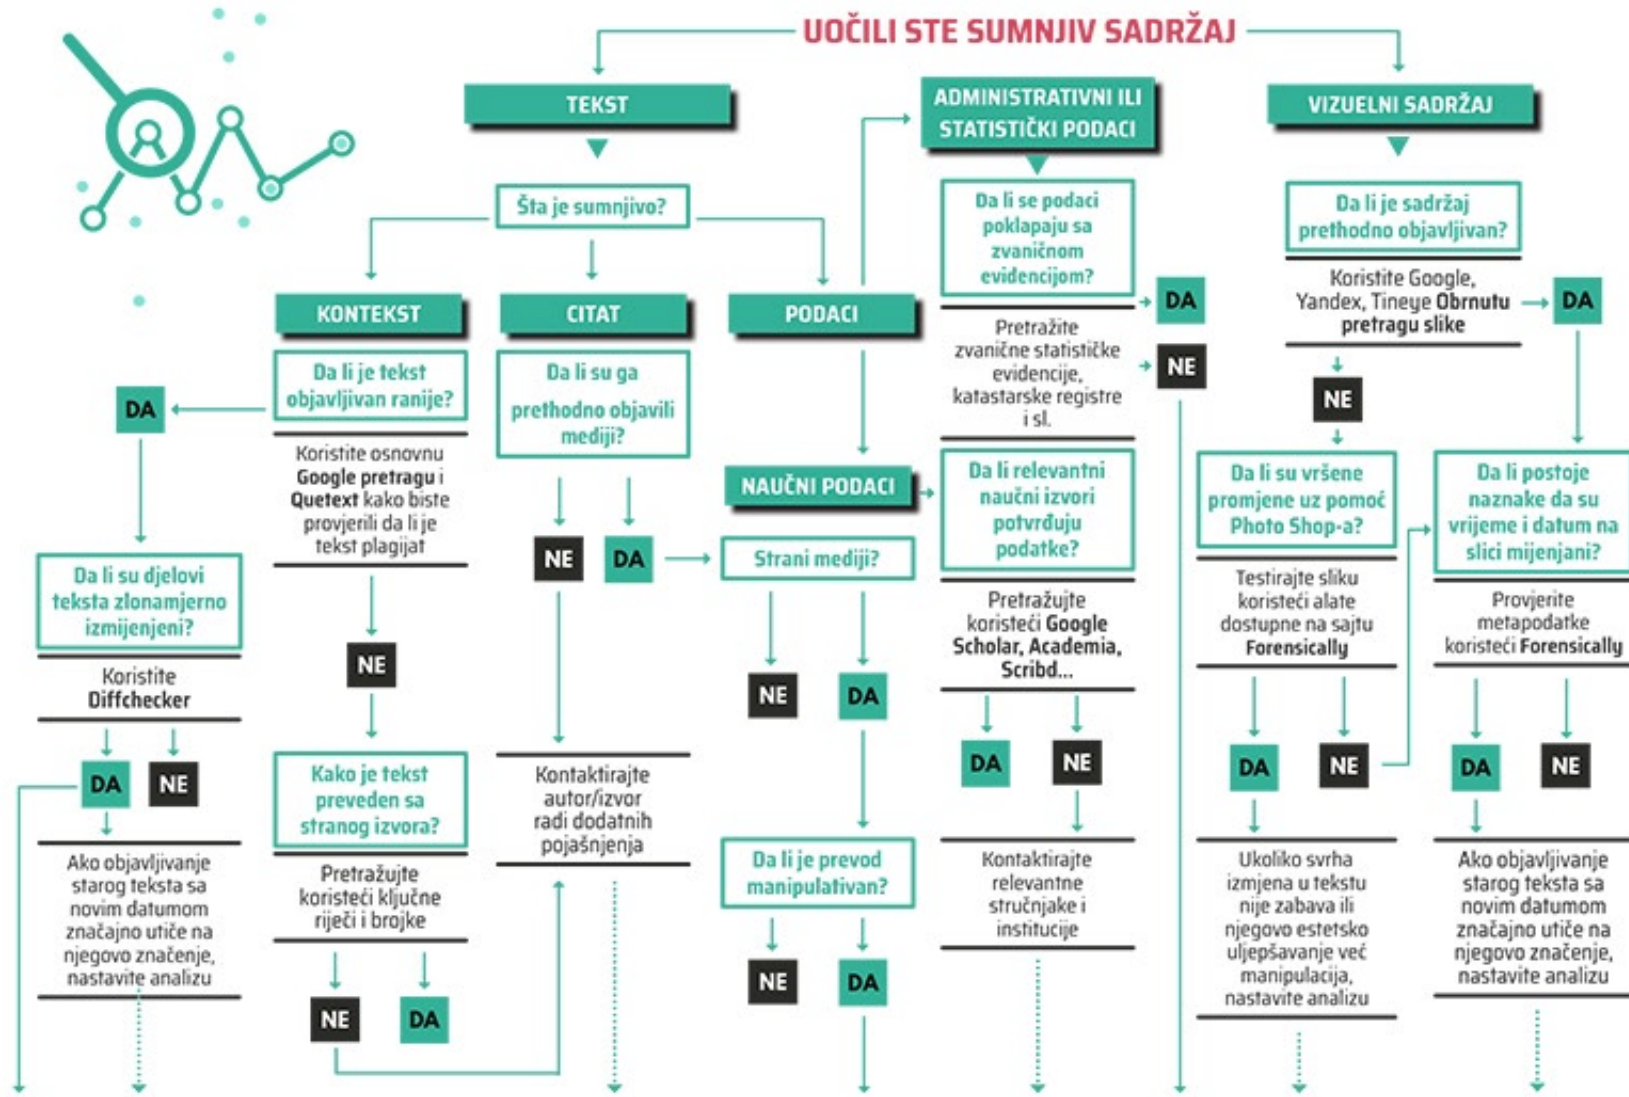 UOČILI STE SUMNJIV SADRŽAJ
TEKST
Šta je sumnjivo?
KONTEKST
Da li je tekst
objavljivan ranije?
Koristite osnovnu
Google pretragu i
Quetext kako biste
provjerili da li je
tekst plagijat
DA
Da li su djelovi
teksta zlonamjerno
izmijenjeni?
Koristite
Diffchecker
DA
NE
Ako objavljivanje
starog teksta sa
novim datumom
značajno utiče na
njegovo značenje,
nastavite analizu
NE
Kako je tekst
preveden sa
stranog izvora?
Pretražujte
koristeći ključne
riječi i brojke
NE
DA
CITAT
Da li su ga
prethodno objavili
mediji?
NE
DA
Kontaktirajte
autor/izvor
radi dodatnih
pojašnjenja
Strani mediji?
NE
DA
Da li je prevod
manipulativan?
NE
DA
PODACI
NAUČNI PODACI
ADMINISTRATIVNI ILI
STATISTIČKI PODACI
Da li se podaci
poklapaju sa
zvaničnom
evidencijom?
Pretražite
zvanične statističke
evidencije,
katastarske registre
i sl.
DA
NE
Da li relevantni
naučni izvori
potvrđuju
podatke?
Pretražujte
koristeći Google
Scholar, Academia,
Scribd...
DA
NE
Kontaktirajte
relevantne
stručnjake i
institucije
VIZUELNI SADRŽAJ
Da li je sadržaj
prethodno objavljivan?
Koristite Google,
Yandex, Tineye Obrnutu
pretragu slike
DA
NE
Da li su vršene
promjene uz pomoć
Photo Shop-a?
Testirajte sliku
koristeći alate
dostupne na sajtu
Forensically
DA
NE
Ukoliko svrha
izmjena u tekstu
nije zabava ili
njegovo estetsko
uljepšavanje već
manipulacija,
nastavite analizu
Da li postoje
naznake da su
vrijeme i datum na
slici mijenjani?
Provjerite
metapodatke
koristeći Forensically
DA
NE
Ako objavljivanje
starog teksta sa
novim datumom
značajno utiče na
njegovo značenje,
nastavite analizu